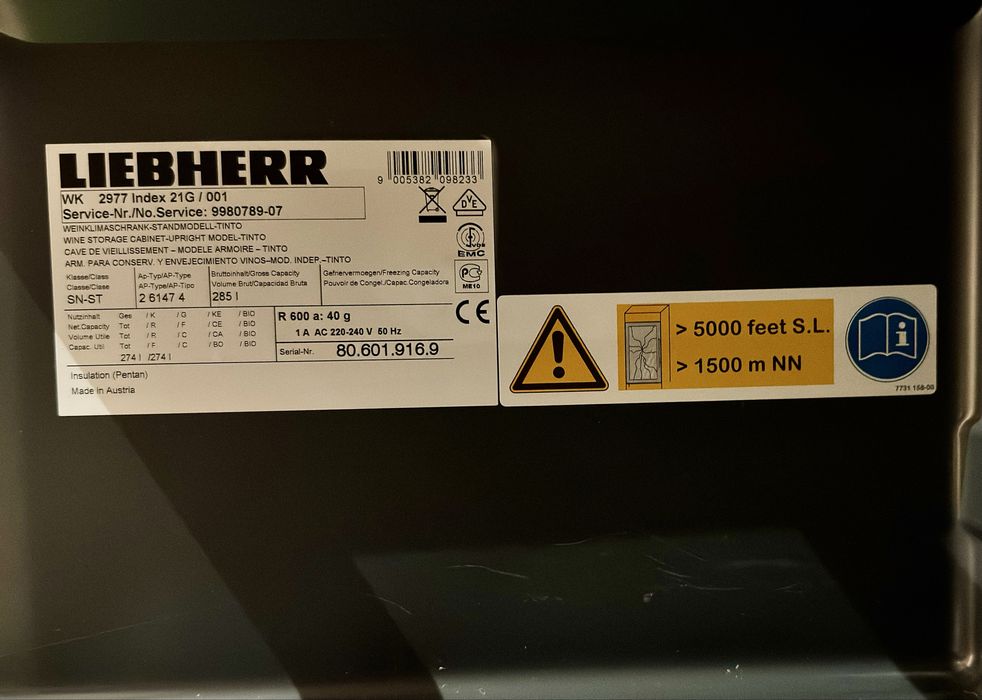 LIEBHERR
9 005382 098233
WK 2977 Index 21G / 001
Service-Nr./No.Service: 9980789-07
WEINKLIMASCHRANK-STANDMODELL-TINTO
WINE STORAGE CABINET-UPRIGHT MODEL-TINTO
CAVE DE VIEILLISSEMENT – MODELE ARMOIRE – TINTO
ARM. PARA CONSERV. Y ENVEJECIMIENTO VINOS–MOD. INDEP.–TINTO
DVE
EMC
PC
ME10
CE
Klasse/Class Ap-Typ/AP-Type Bruttoinhalt/Gross Capacity Gefriervermoegen/Freezing Capacity
Classe/Clase AP-Type/AP-Tipo Volume Brut/Capacidad Bruta Pouvoir de Congel./Capac.Congeladora
SN-ST 2 6147 4 285 l
Nutzinhalt Ges / K / G / KE / BIO
Net.Capacity Tot / R / F / CE / BIO
Volume Utile Tot / R / C / CA / BIO
Capac. Util Tot / F / C / BO / BIO
274 l /274 l
R 600 a: 40 g
1 A AC 220-240 V 50 Hz
Serial-Nr. 80.601.916.9
Insulation (Pentan)
Made in Austria
> 5000 feet S.L.
> 1500 m NN
i
7731 158-00